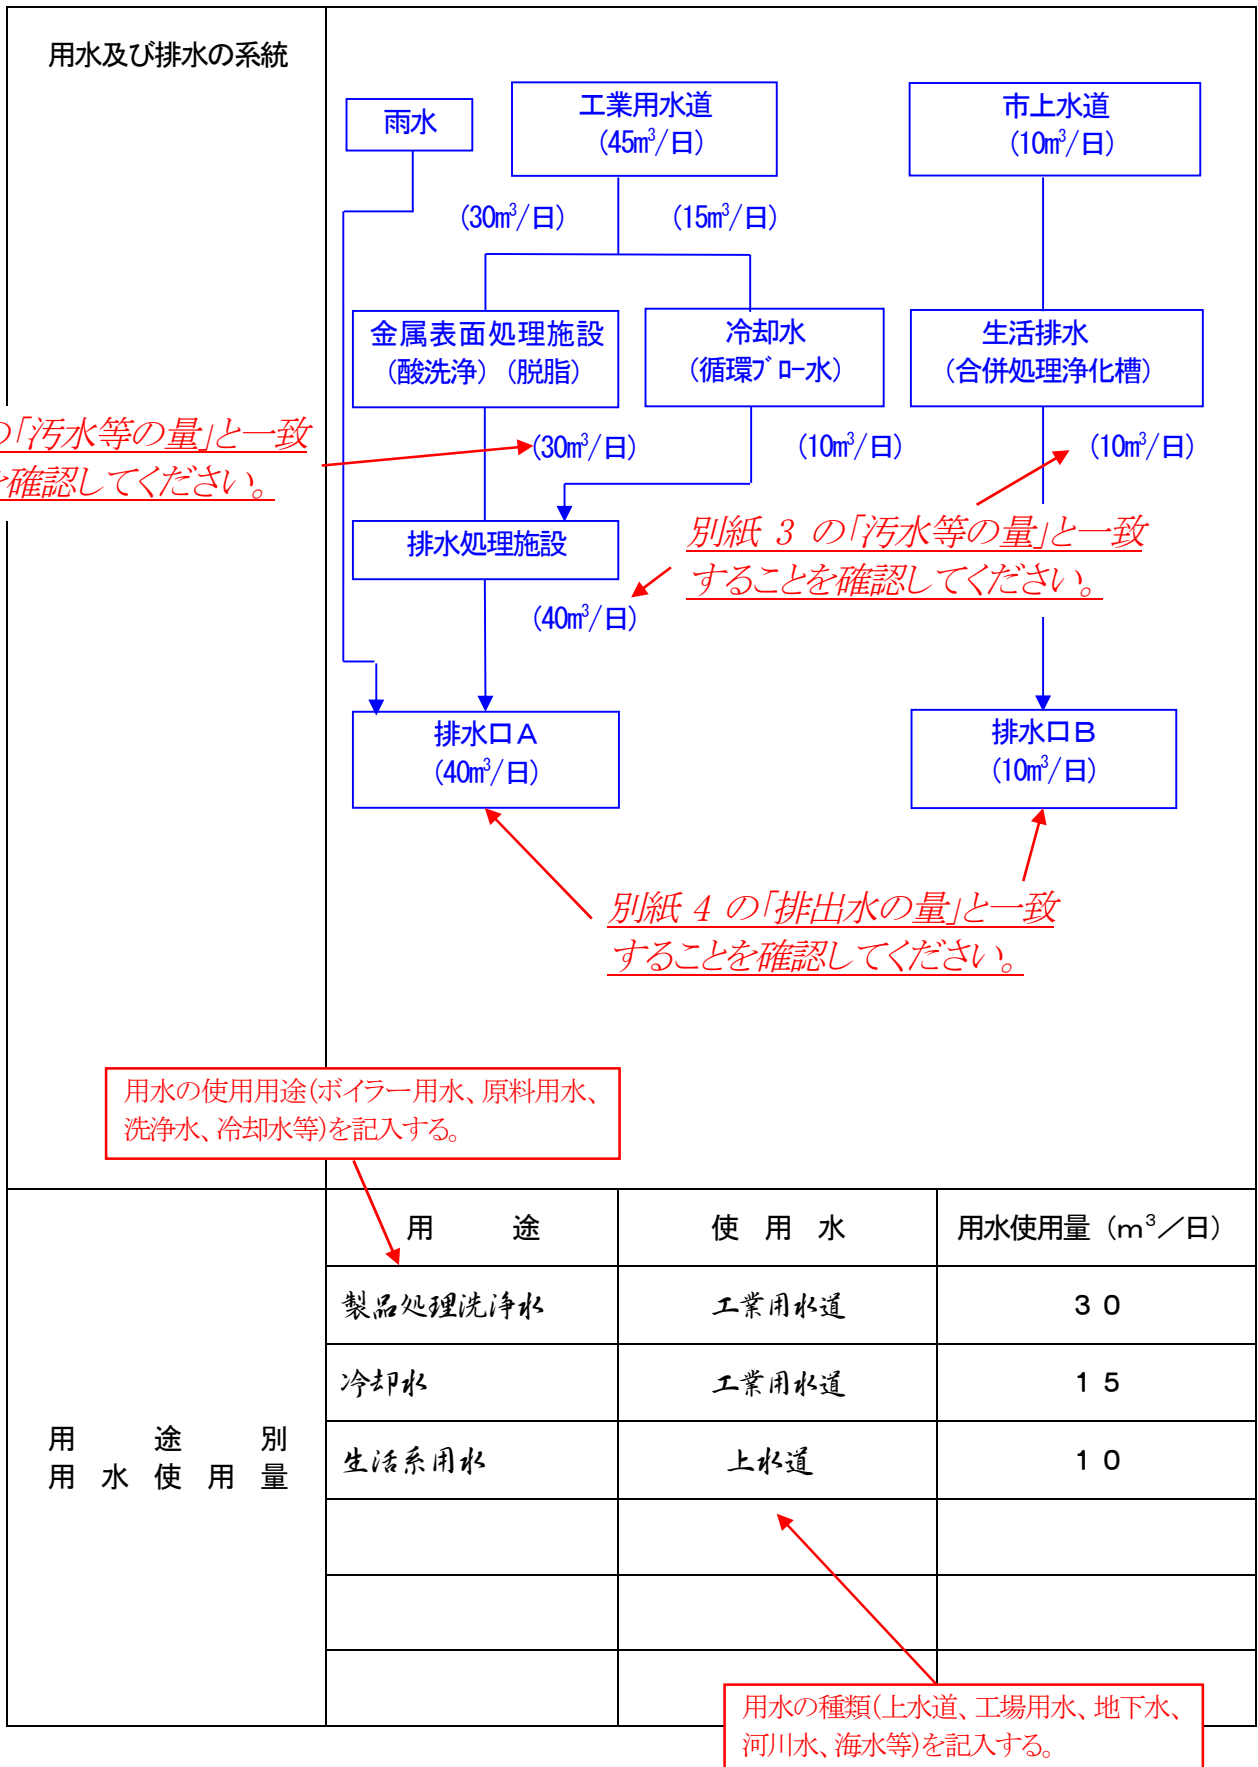 用水及び排水の系統
雨水
工業用水道
(45m³/日)
市上水道
(10m³/日)
(30m³/日)
(15m³/日)
金属表面処理施設
(酸洗浄)(脱脂)
冷却水
(循環ブロー水)
生活排水
(合併処理浄化槽)
の「汚水等の量」と一致
を確認してください。
(30m³/日)
(10m³/日)
(10m³/日)
排水処理施設
別紙 3 の「汚水等の量」と一致
することを確認してください。
(40m³/日)
排水口A
(40m³/日)
排水口B
(10m³/日)
別紙 4 の「排出水の量」と一致
することを確認してください。
用水の使用用途(ボイラー用水、原料用水、
洗浄水、冷却水等)を記入する。
用途別
用水使用量
用 途 使 用 水 用水使用量(m³/日)
製品処理洗浄水 工業用水道 30
冷却水 工業用水道 15
生活系用水 上水道 10
用水の種類(上水道、工場用水、地下水、
河川水、海水等)を記入する。